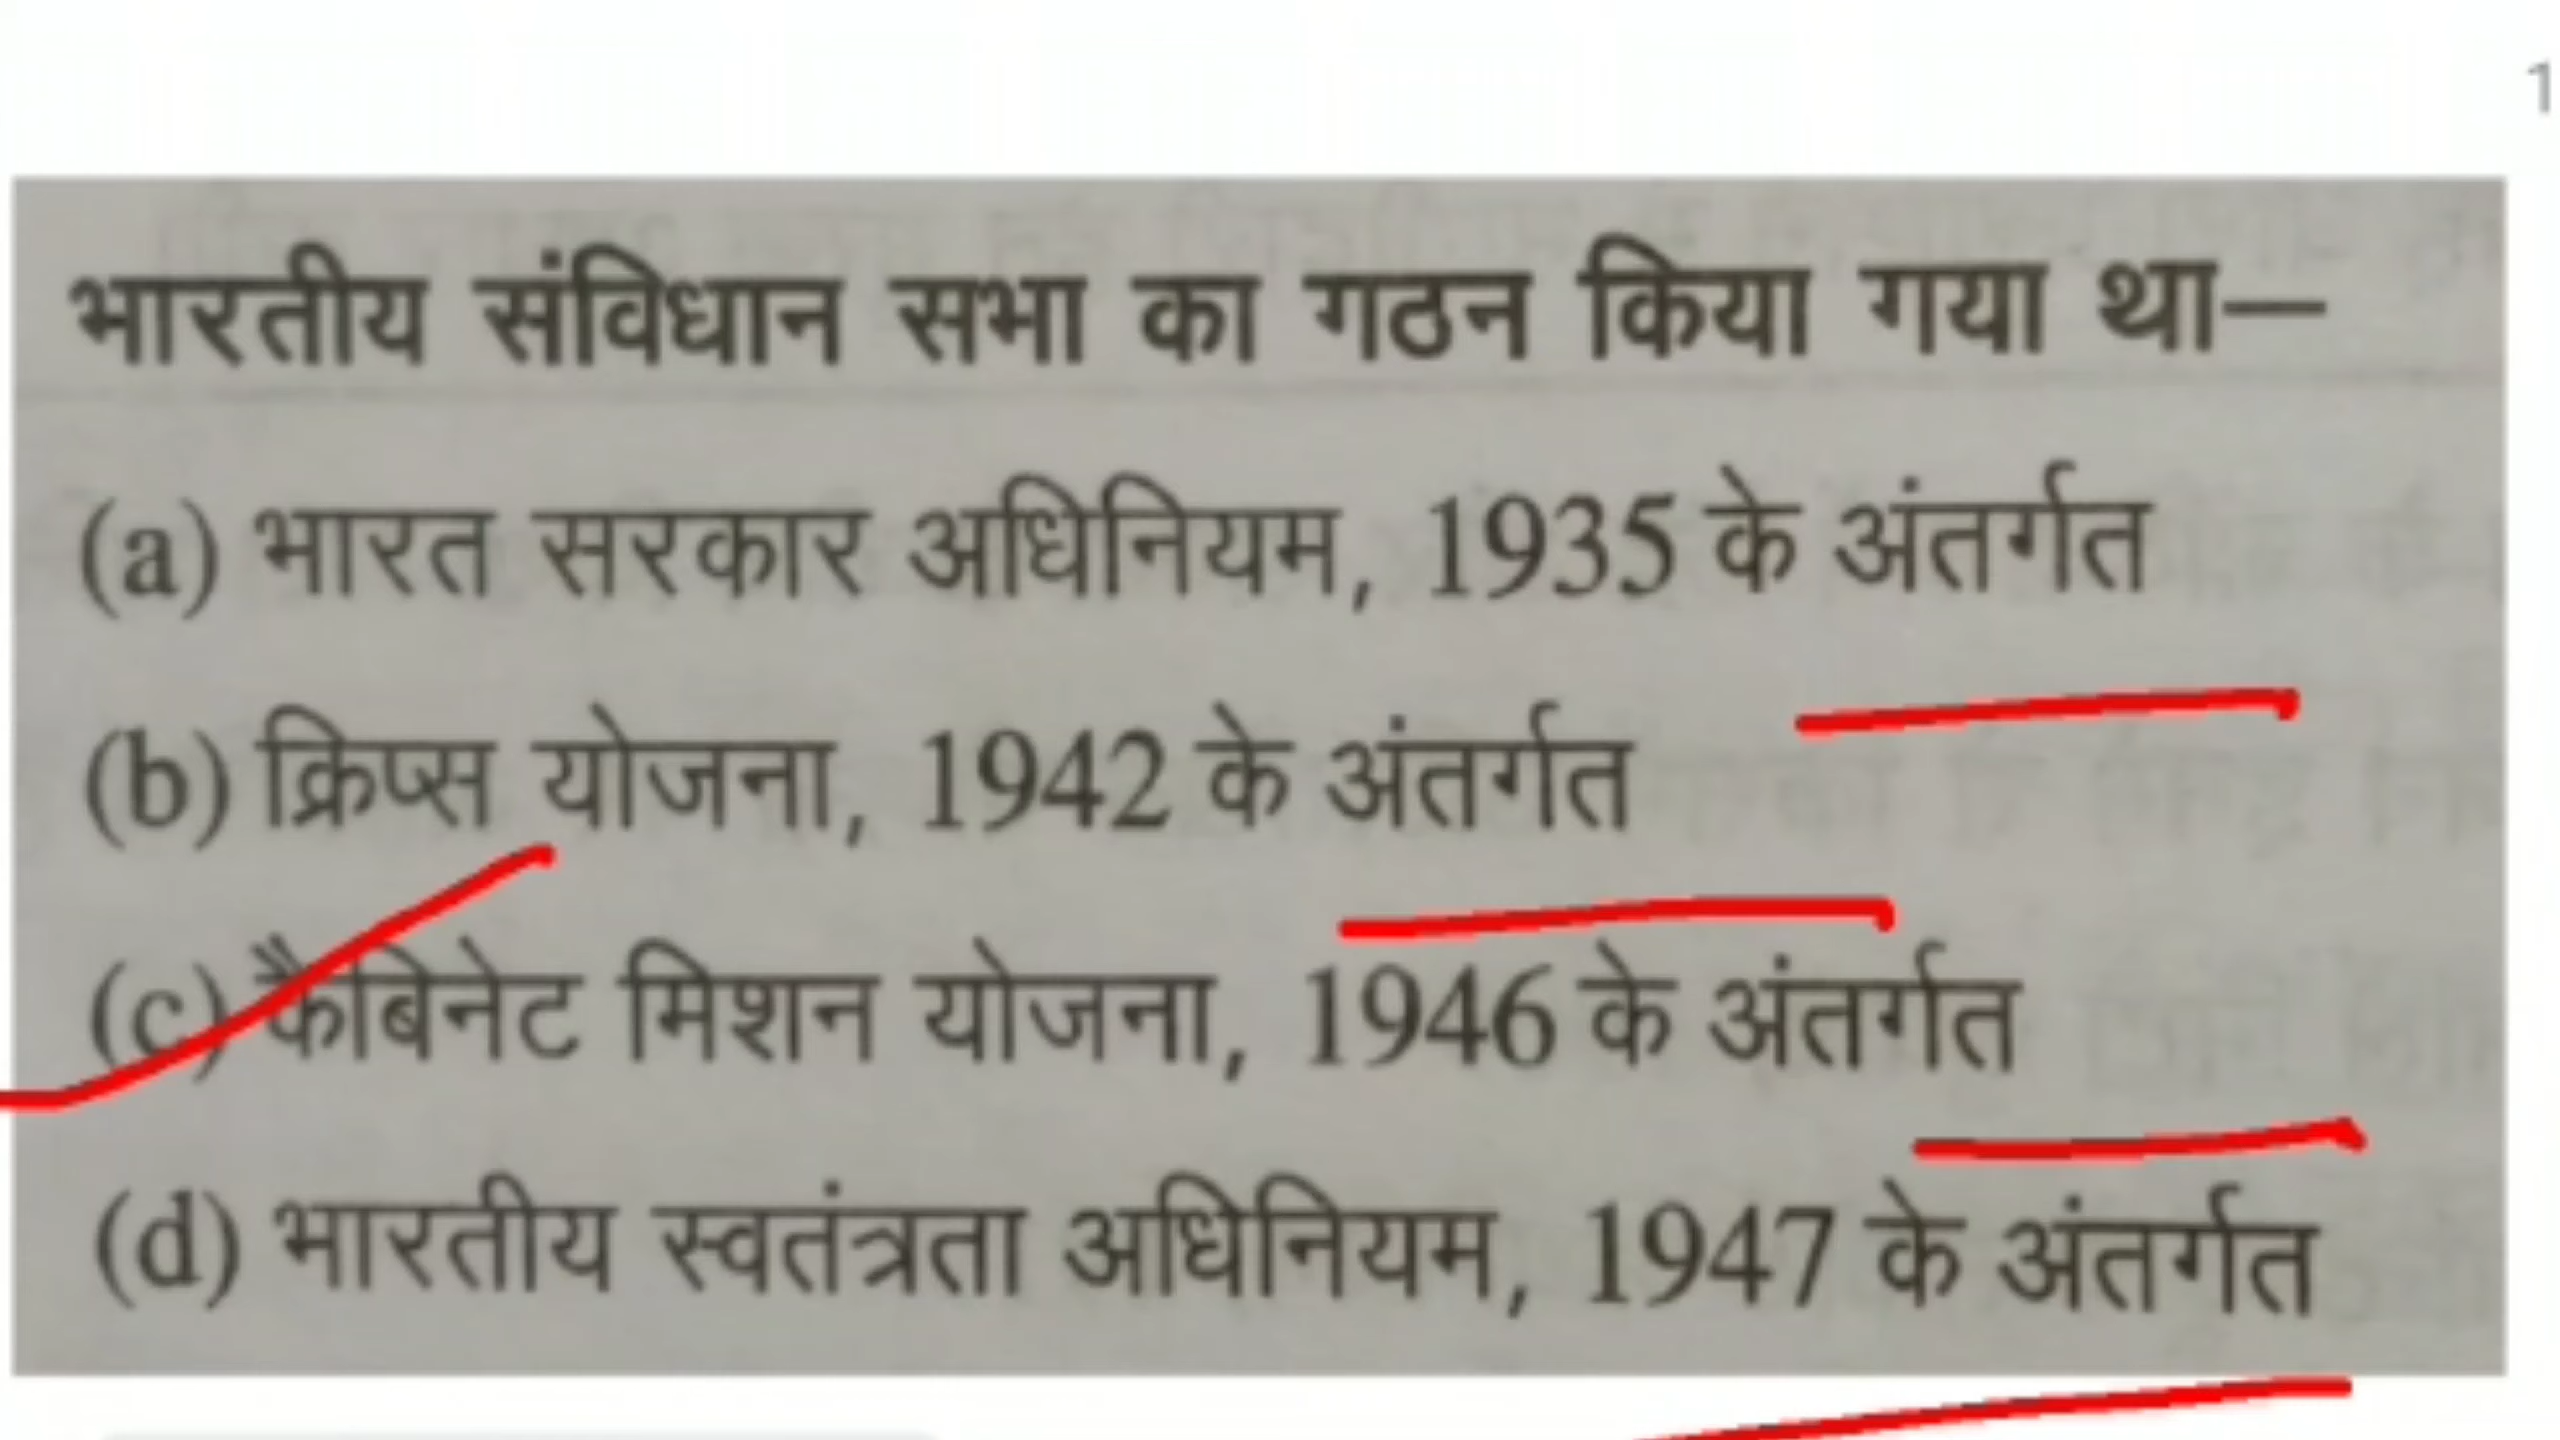 1
भारतीय संविधान सभा का गठन किया गया था—
(a) भारत सरकार अधिनियम, 1935 के अंतर्गत
(b) क्रिप्स योजना, 1942 के अंतर्गत
(c) कैबिनेट मिशन योजना, 1946 के अंतर्गत
(d) भारतीय स्वतंत्रता अधिनियम, 1947 के अंतर्गत